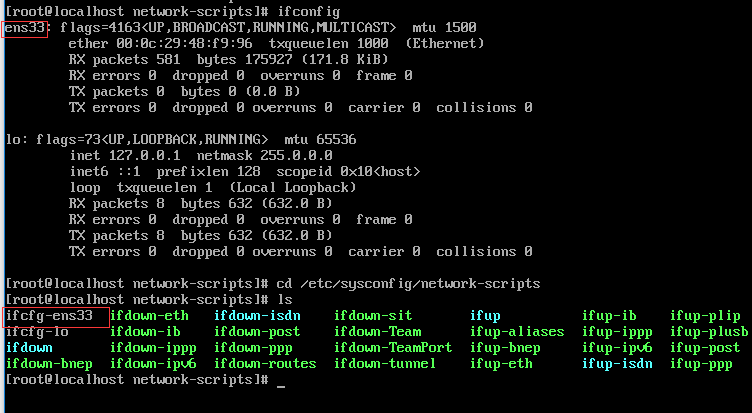 [root@localhost network-scripts]# ifconfig
ens33: flags=4163<UP,BROADCAST,RUNNING,MULTICAST>  mtu 1500
        ether 00:0c:29:48:f9:96  txqueuelen 1000  (Ethernet)
        RX packets 581  bytes 175927 (171.8 KiB)
        RX errors 0  dropped 0  overruns 0  frame 0
        TX packets 0  bytes 0 (0.0 B)
        TX errors 0  dropped 0 overruns 0  carrier 0  collisions 0
lo: flags=73<UP,LOOPBACK,RUNNING>  mtu 65536
        inet 127.0.0.1  netmask 255.0.0.0
        inet6 ::1  prefixlen 128  scopeid 0x10<host>
        loop  txqueuelen 1  (Local Loopback)
        RX packets 8  bytes 632 (632.0 B)
        RX errors 0  dropped 0  overruns 0  frame 0
        TX packets 8  bytes 632 (632.0 B)
        TX errors 0  dropped 0 overruns 0  carrier 0  collisions 0
[root@localhost network-scripts]# cd /etc/sysconfig/network-scripts
[root@localhost network-scripts]# ls
ifcfg-ens33  ifdown-eth   ifdown-isdn    ifdown-sit       ifup          ifup-ib    ifup-plip
ifcfg-lo     ifdown-ib    ifdown-post    ifdown-Team      ifup-aliases  ifup-ippp  ifup-plusb
ifdown       ifdown-ippp  ifdown-ppp     ifdown-TeamPort  ifup-bnep     ifup-ipv6  ifup-post
ifdown-bnep  ifdown-ipv6  ifdown-routes  ifdown-tunnel    ifup-eth      ifup-isdn  ifup-ppp
[root@localhost network-scripts]# _